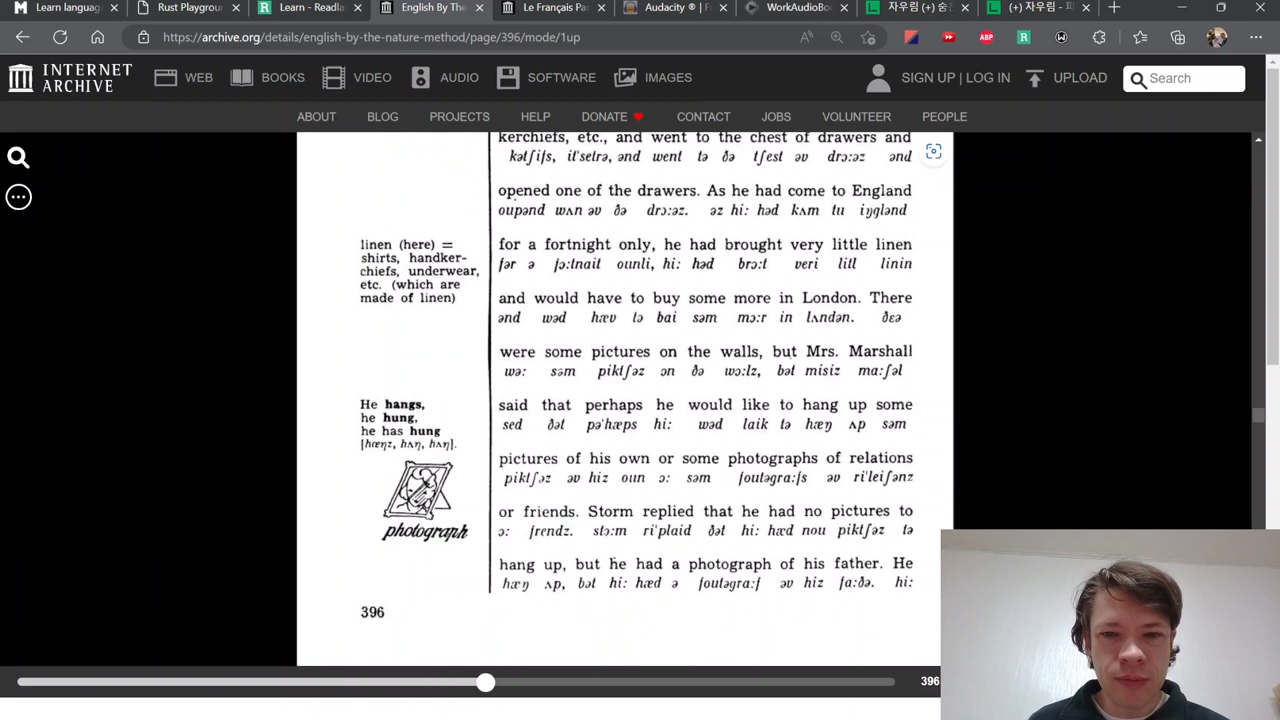 Learn languag
Rust Playgroun
Learn - Readla
English By The
Le Français Pa
Audacity ® | F
WorkAudioBo
https://archive.org/details/english-by-the-nature-method/page/396/mode/1up
INTERNET ARCHIVE
WEB BOOKS VIDEO AUDIO SOFTWARE IMAGES SIGN UP | LOG IN UPLOAD Search
ABOUT BLOG PROJECTS HELP DONATE CONTACT JOBS VOLUNTEER PEOPLE
kerchiefs, etc., and went to the chest of drawers and
kətʃifs, it'setrə, ənd went tə ðə tʃest əv drɔ:əz ənd
opened one of the drawers. As he had come to England
oupənd wʌn əv ðə drɔ:əz. əz hi: həd kʌm tu iŋglənd
linen (here) =
shirts, handker-
chiefs, underwear,
etc. (which are
made of linen)
for a fortnight only, he had brought very little linen
fər ə fɔ:tnait ounli, hi: həd brɔ:t veri litl linin
and would have to buy some more in London. There
ənd wəd hæv tə bai səm mɔ:r in lʌndən. ðɛə
were some pictures on the walls, but Mrs. Marshall
wə: səm piktʃəz ɔn ðə wɔ:lz, bət misiz ma:ʃəl
He hangs,
he hung,
he has hung
[hæŋz, hʌŋ, hʌŋ].
photograph
said that perhaps he would like to hang up some
sed ðət pə'hæps hi: wəd laik tə hæŋ ʌp səm
pictures of his own or some photographs of relations
piktʃəz əv hiz oun ɔ: səm foutəgra:fs əv ri'leiʃənz
or friends. Storm replied that he had no pictures to
ɔ: frendz. stɔ:m ri'plaid ðət hi: hæd nou piktʃəz tə
hang up, but he had a photograph of his father. He
hæŋ ʌp, bət hi: hæd ə foutəgra:f əv hiz fa:ðə. hi:
396
396